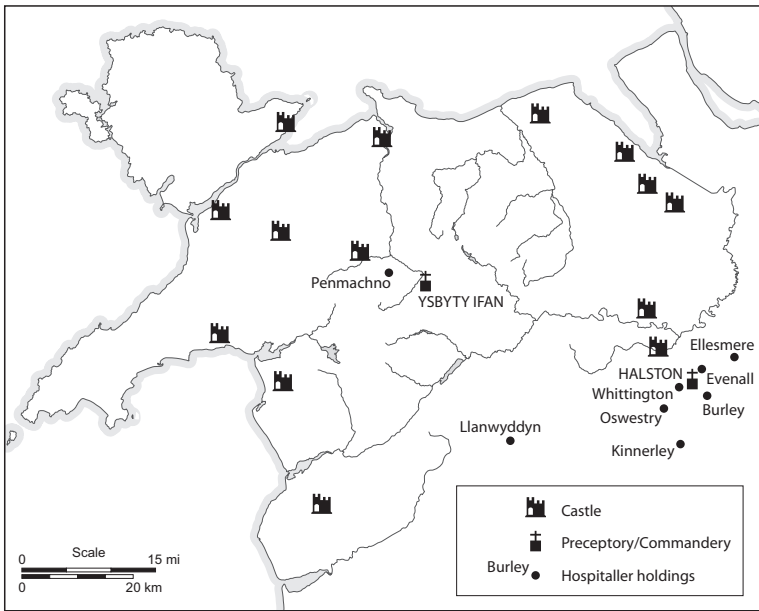 Penmachno
YSBYTY IFAN
Ellesmere
HALSTON
Evenall
Whittington
Burley
Oswestry
Llanwyddyn
Kinnerley
Castle
Preceptory/Commandery
Burley
Hospitaller holdings
Scale
0 15 mi
0 20 km